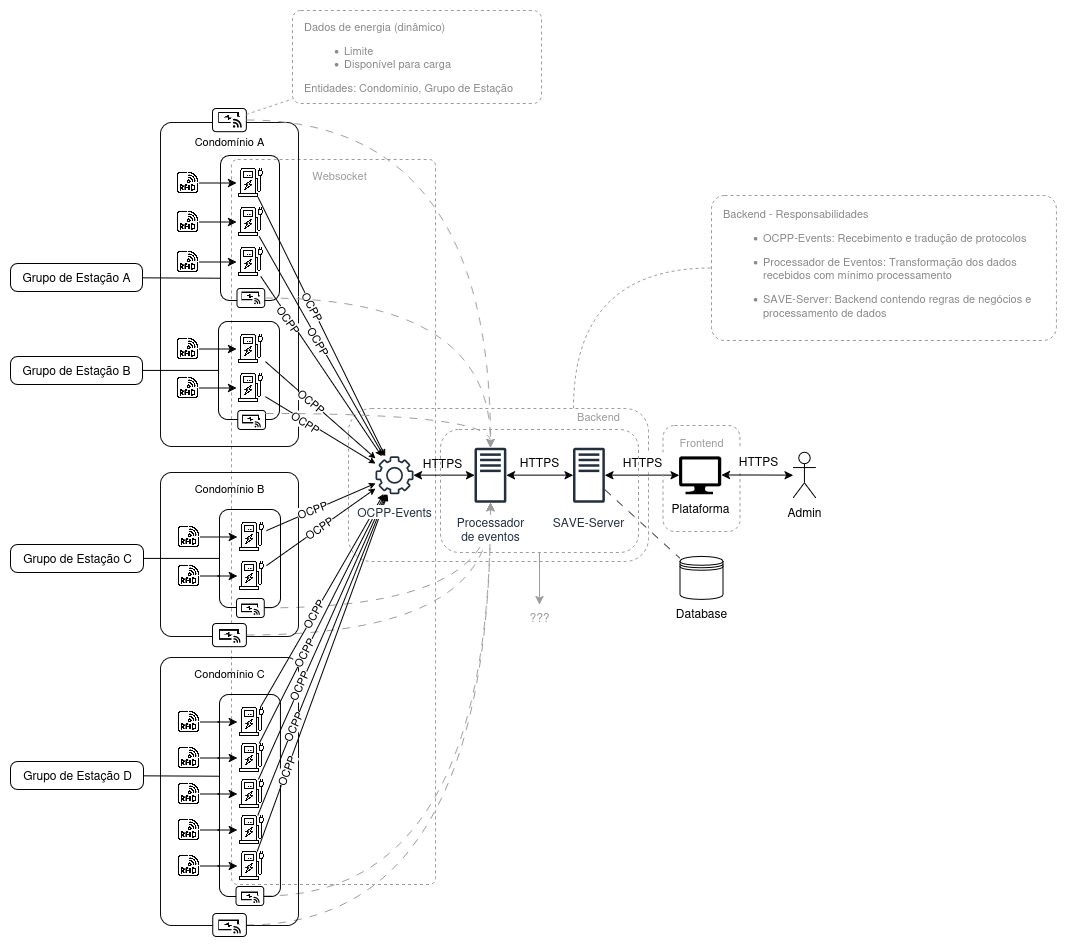 Dados de energia (dinâmico)
Limite
Disponível para carga
Entidades: Condomínio, Grupo de Estação
Condomínio A
Websocket
RFID
RFID
RFID
Grupo de Estação A
OCPP
OCPP
OCPP
RFID
RFID
Grupo de Estação B
OCPP
OCPP
Backend - Responsabilidades
OCPP-Events: Recebimento e tradução de protocolos
Processador de Eventos: Transformação dos dados
recebidos com mínimo processamento
SAVE-Server: Backend contendo regras de negócios e
processamento de dados
Backend
Frontend
HTTPS
HTTPS
HTTPS
HTTPS
OCPP-Events
Processador
de eventos
SAVE-Server
Plataforma
Admin
Database
???
Condomínio B
OCPP
OCPP
RFID
RFID
Grupo de Estação C
Condomínio C
OCPP
OCPP
OCPP
OCPP
OCPP
RFID
RFID
RFID
RFID
RFID
Grupo de Estação D